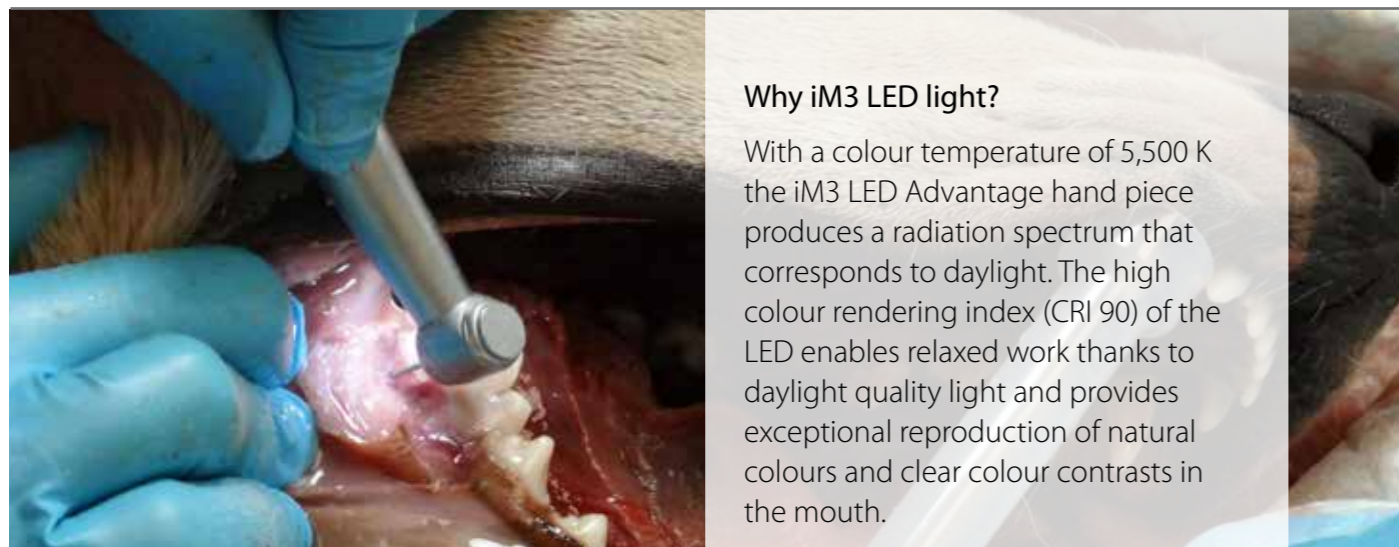 Why iM3 LED light?
With a colour temperature of 5,500 K
the iM3 LED Advantage hand piece
produces a radiation spectrum that
corresponds to daylight. The high
colour rendering index (CRI 90) of the
LED enables relaxed work thanks to
daylight quality light and provides
exceptional reproduction of natural
colours and clear colour contrasts in
the mouth.